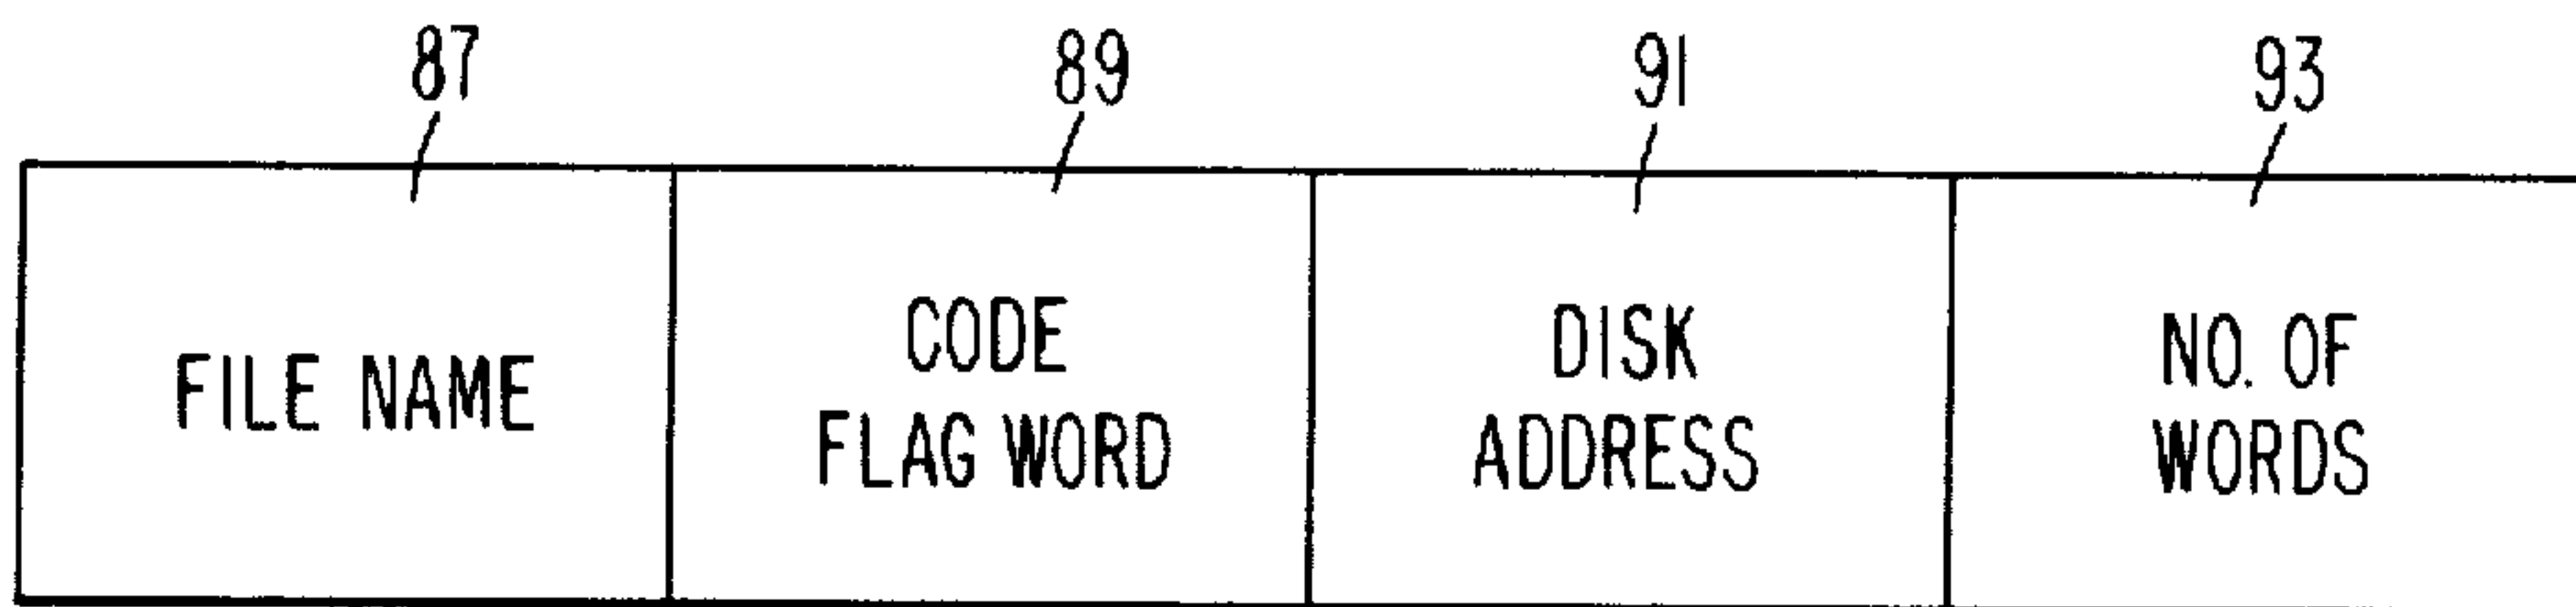 87 89 91 93
FILE NAME
CODE
FLAG WORD
DISK
ADDRESS
NO. OF
WORDS